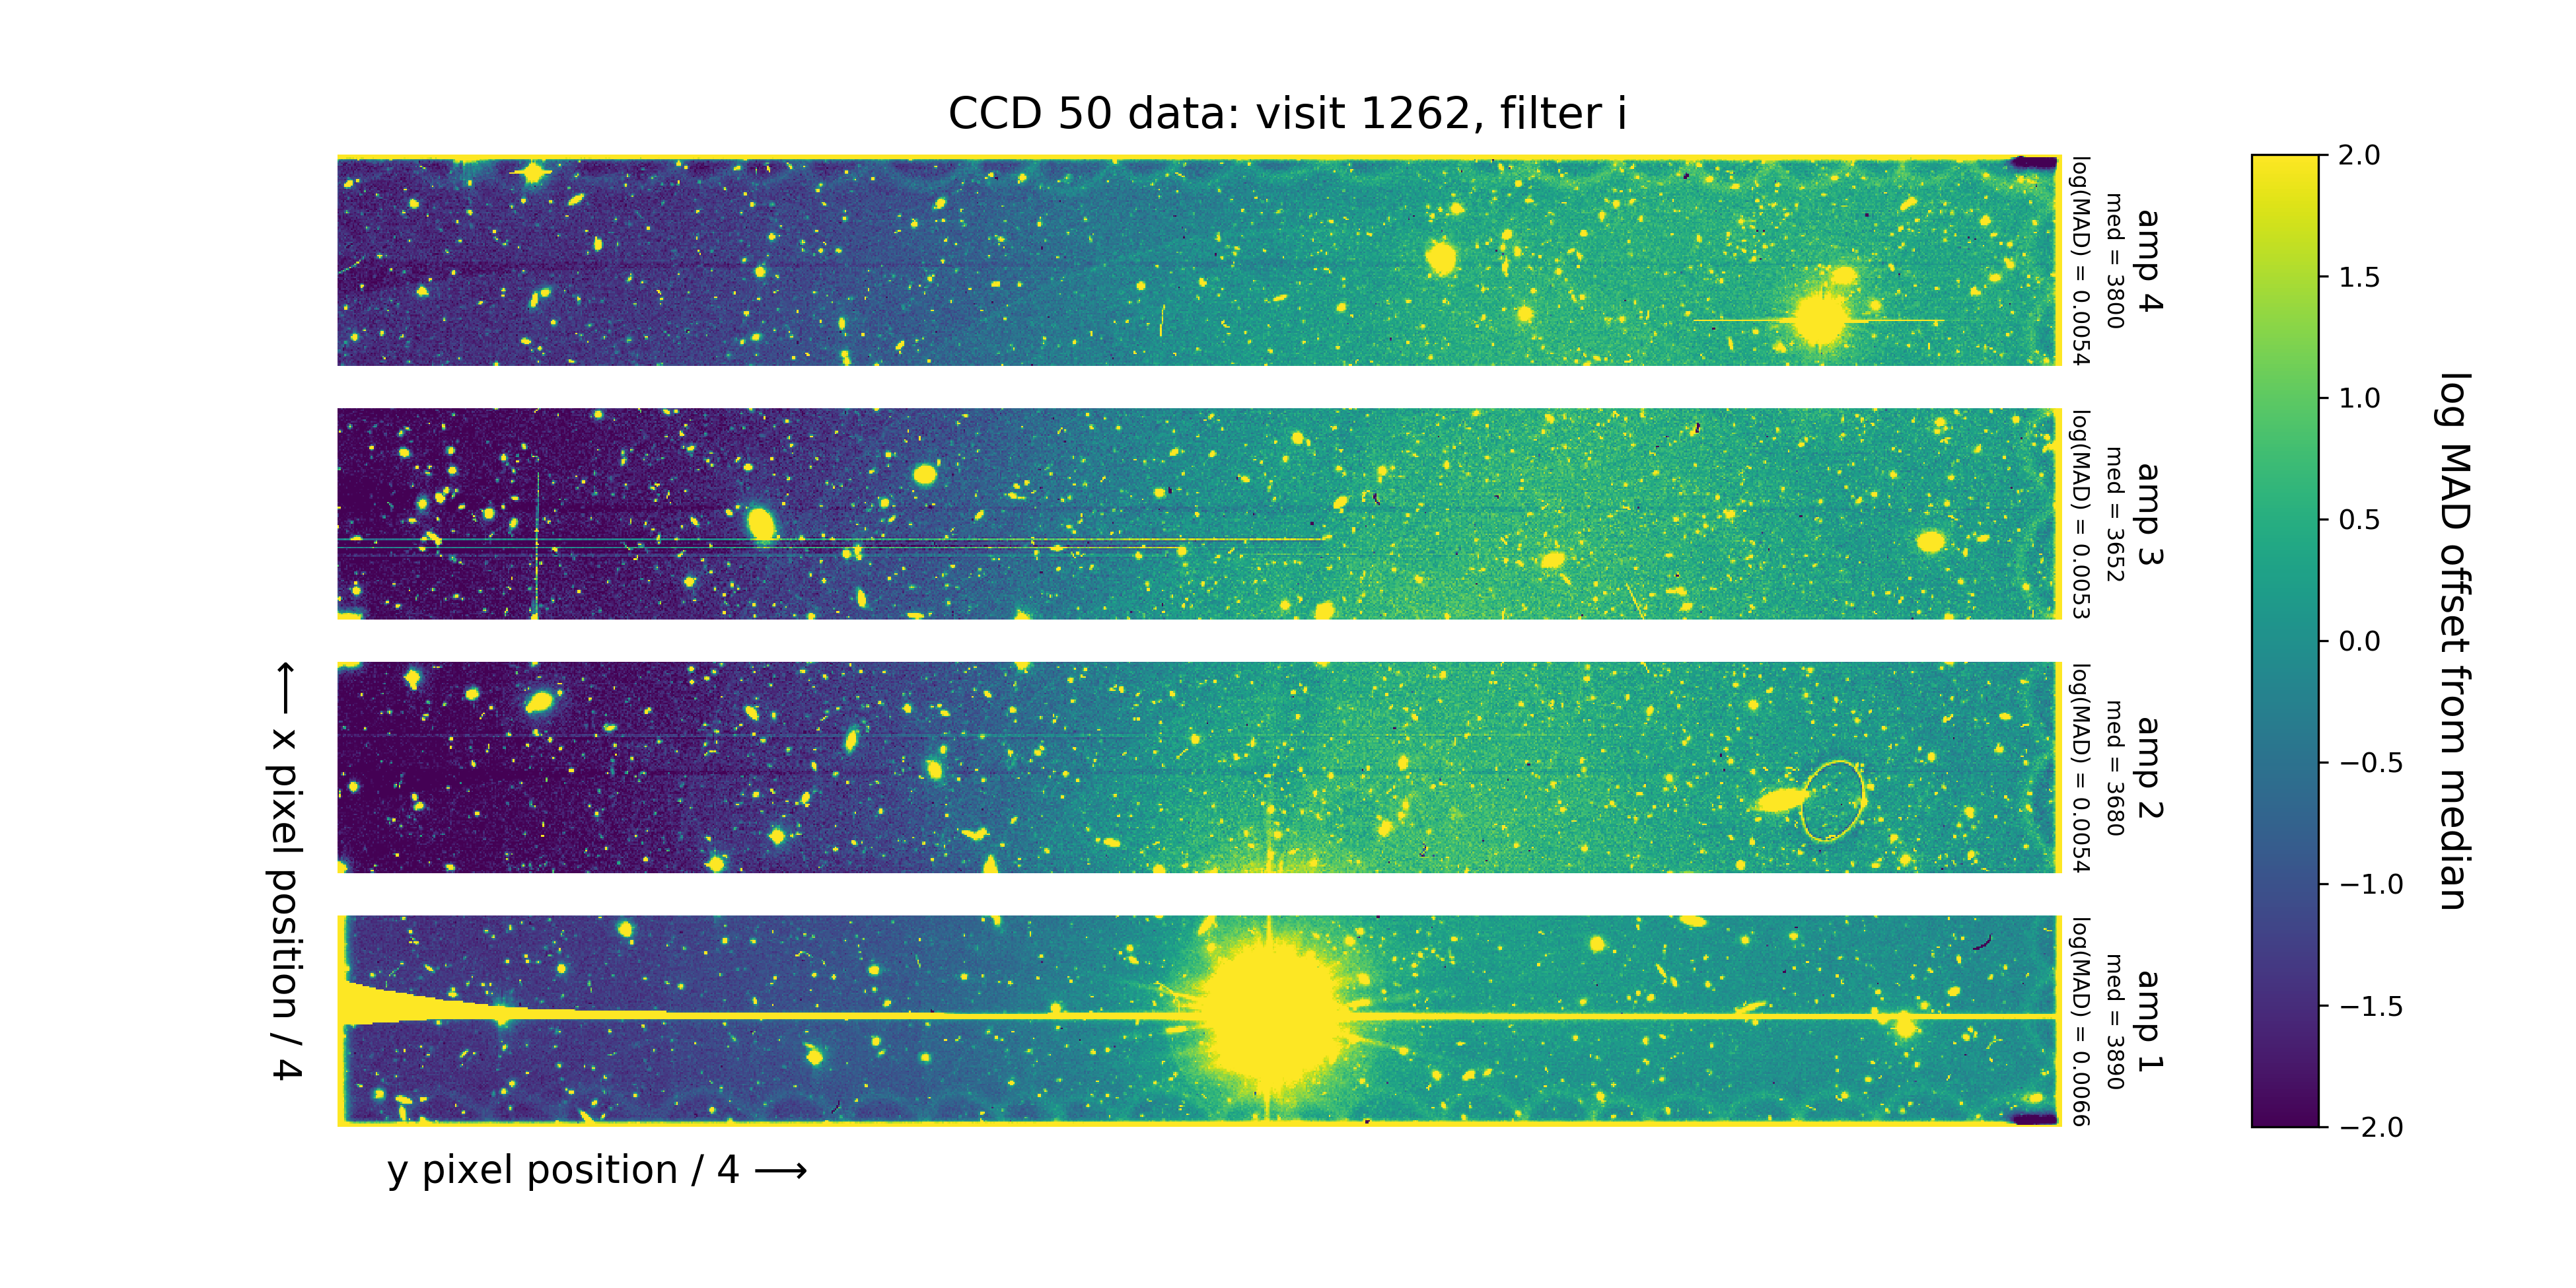 CCD 50 data: visit 1262, filter i
amp 4
med = 3800
log(MAD) = 0.0054
amp 3
med = 3652
log(MAD) = 0.0053
amp 2
med = 3680
log(MAD) = 0.0054
amp 1
med = 3890
log(MAD) = 0.0066
⟵ x pixel position / 4
y pixel position / 4 ⟶
2.0
1.5
1.0
0.5
0.0
−0.5
−1.0
−1.5
−2.0
log MAD offset from median